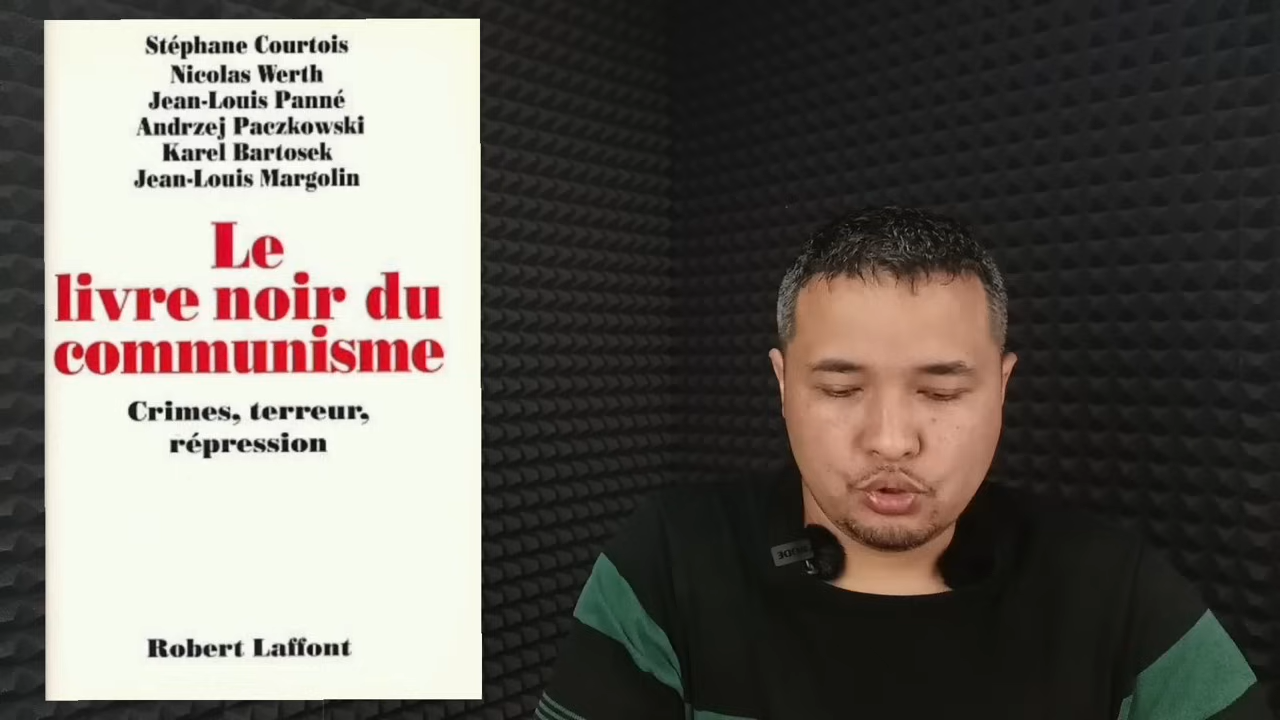 Stéphane Courtois
Nicolas Werth
Jean-Louis Panné
Andrzej Paczkowski
Karel Bartosek
Jean-Louis Margolin
Le
livre noir du
communisme
Crimes, terreur,
répression
Robert Laffont